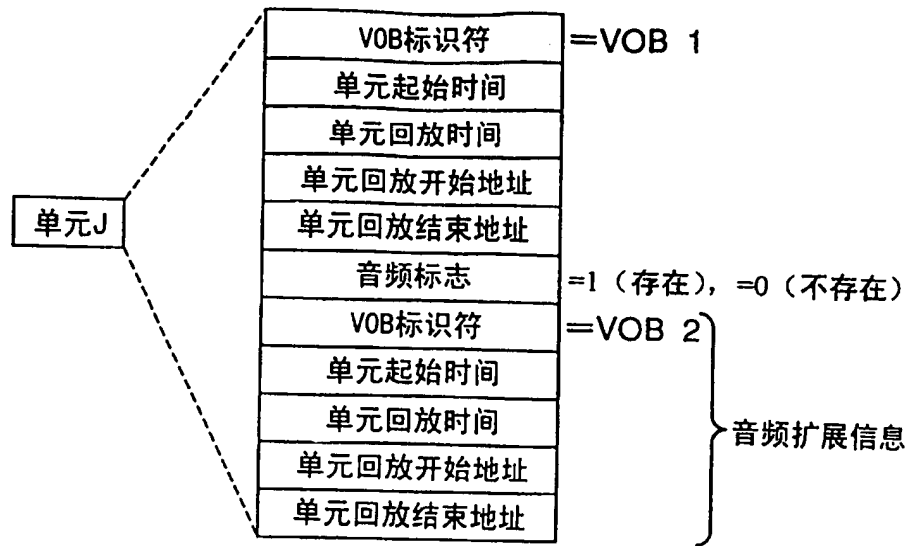 VOB标识符 =VOB 1
单元起始时间
单元回放时间
单元回放开始地址
单元J
单元回放结束地址
音频标志 =1（存在），=0（不存在）
VOB标识符 =VOB 2
单元起始时间
单元回放时间
音频扩展信息
单元回放开始地址
单元回放结束地址